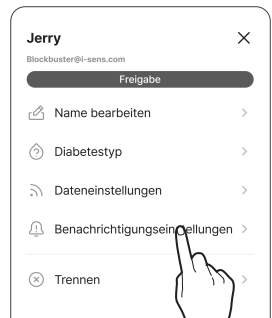 Jerry
Blockbuster@i-sens.com
Freigabe
Name bearbeiten
Diabetestyp
Dateneinstellungen
Benachrichtigungseinstellungen
Trennen